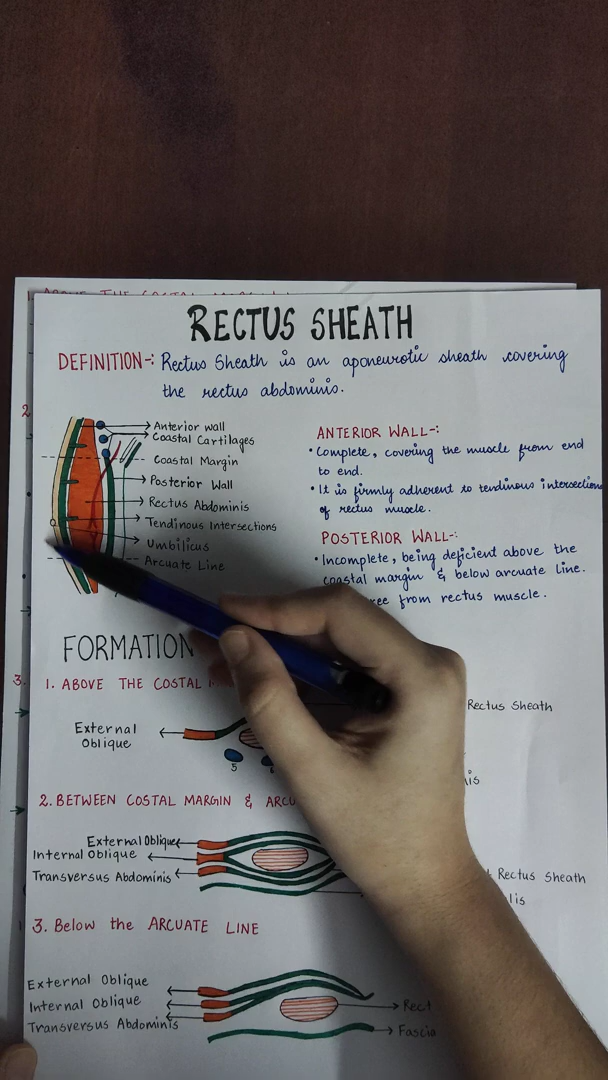 RECTUS SHEATH
DEFINITION-: Rectus Sheath is an aponeurotic sheath covering
the rectus abdominis.
Anterior wall
Coastal Cartilages
Coastal Margin
Posterior Wall
Rectus Abdominis
Tendinous Intersections
Umbilicus
Arcuate Line
ANTERIOR WALL-:
• Complete, covering the muscle from end
to end.
• It is firmly adherent to tendinous intersections
of rectus muscle.
POSTERIOR WALL-:
• Incomplete, being deficient above the
coastal margin & below arcuate line.
from rectus muscle.
FORMATION
1. ABOVE THE COSTAL
Rectus Sheath
External
Oblique
5
2. BETWEEN COSTAL MARGIN &
External Oblique
Internal Oblique
Transversus Abdominis
Rectus Sheath
3. Below the ARCUATE LINE
External Oblique
Internal Oblique
Transversus Abdominis
Rect
Fascia
2
3.